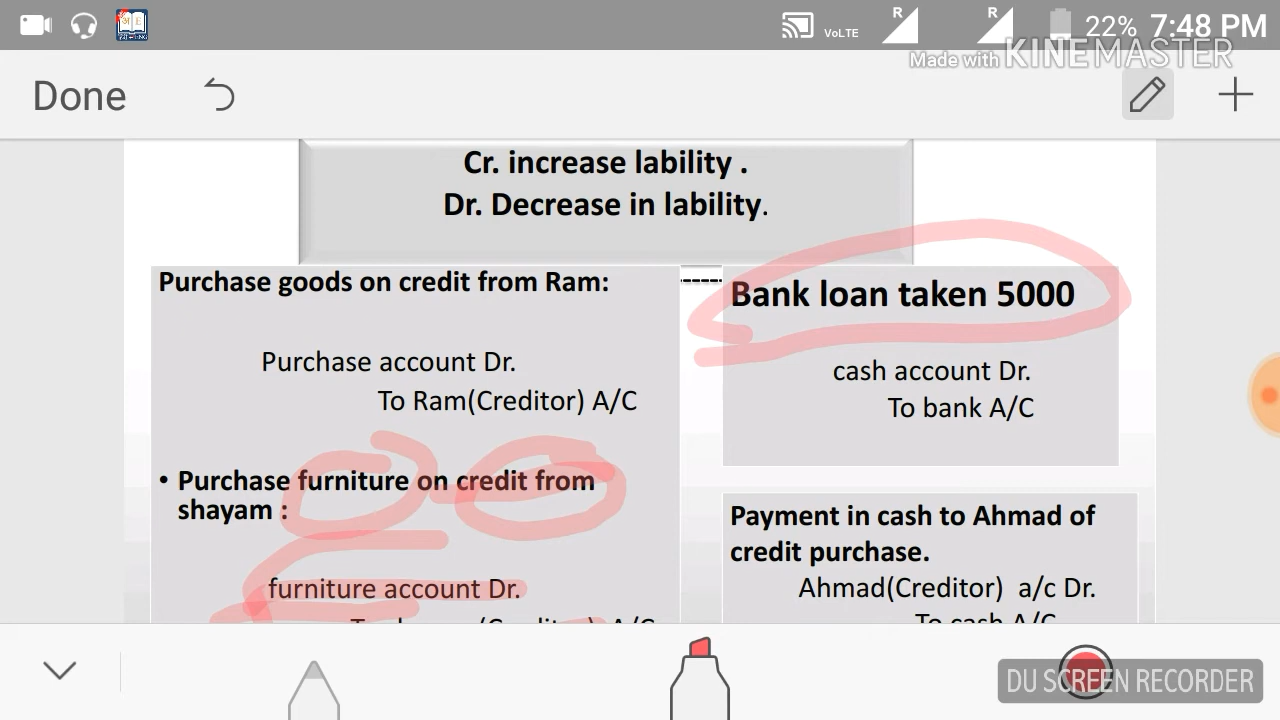 R
R
VoLTE
22% 7:48 PM
Made with KINEMASTER
Done
Cr. increase lability .
Dr. Decrease in lability.
Purchase goods on credit from Ram:
Purchase account Dr.
To Ram(Creditor) A/C
• Purchase furniture on credit from
shayam :
furniture account Dr.
Bank loan taken 5000
cash account Dr.
To bank A/C
Payment in cash to Ahmad of
credit purchase.
Ahmad(Creditor) a/c Dr.
To cash A/C
DU SCREEN RECORDER